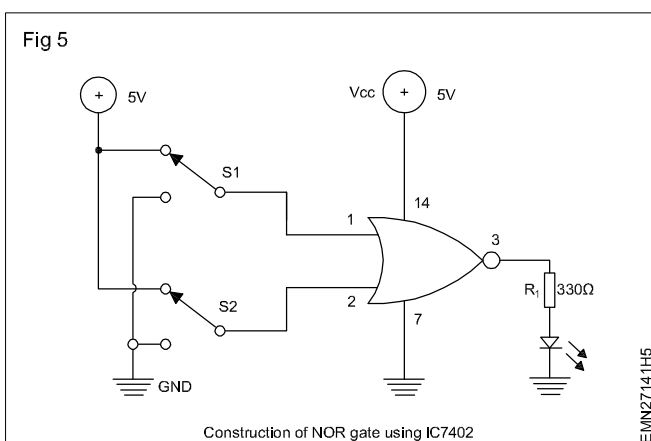 Fig 5
5V
Vcc
5V
S1
14
1
3
S2
2
7
R1 330Ω
GND
Construction of NOR gate using IC7402
EMN27141H5